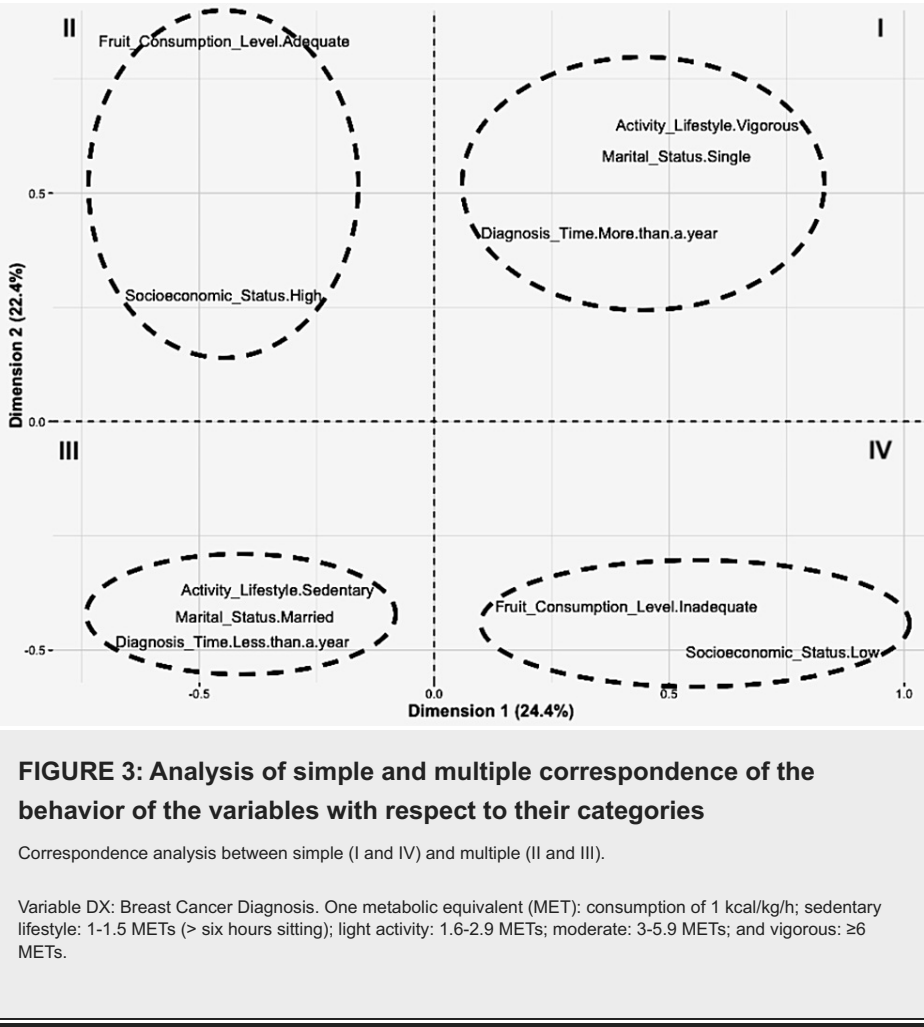 II
I
Fruit_Consumption_Level.Adequate
Activity_Lifestyle.Vigorous
Marital_Status.Single
0.5
Diagnosis_Time.More.than.a.year
Socioeconomic_Status.High
Dimension 2 (22.4%)
0.0
III
IV
Activity_Lifestyle.Sedentary
Fruit_Consumption_Level.Inadequate
Marital_Status.Married
Diagnosis_Time.Less.than.a.year
-0.5
Socioeconomic_Status.Low
-0.5
0.0
0.5
1.0
Dimension 1 (24.4%)
FIGURE 3: Analysis of simple and multiple correspondence of the
behavior of the variables with respect to their categories
Correspondence analysis between simple (I and IV) and multiple (II and III).
Variable DX: Breast Cancer Diagnosis. One metabolic equivalent (MET): consumption of 1 kcal/kg/h; sedentary
lifestyle: 1-1.5 METs (> six hours sitting); light activity: 1.6-2.9 METs; moderate: 3-5.9 METs; and vigorous: ≥6
METs.